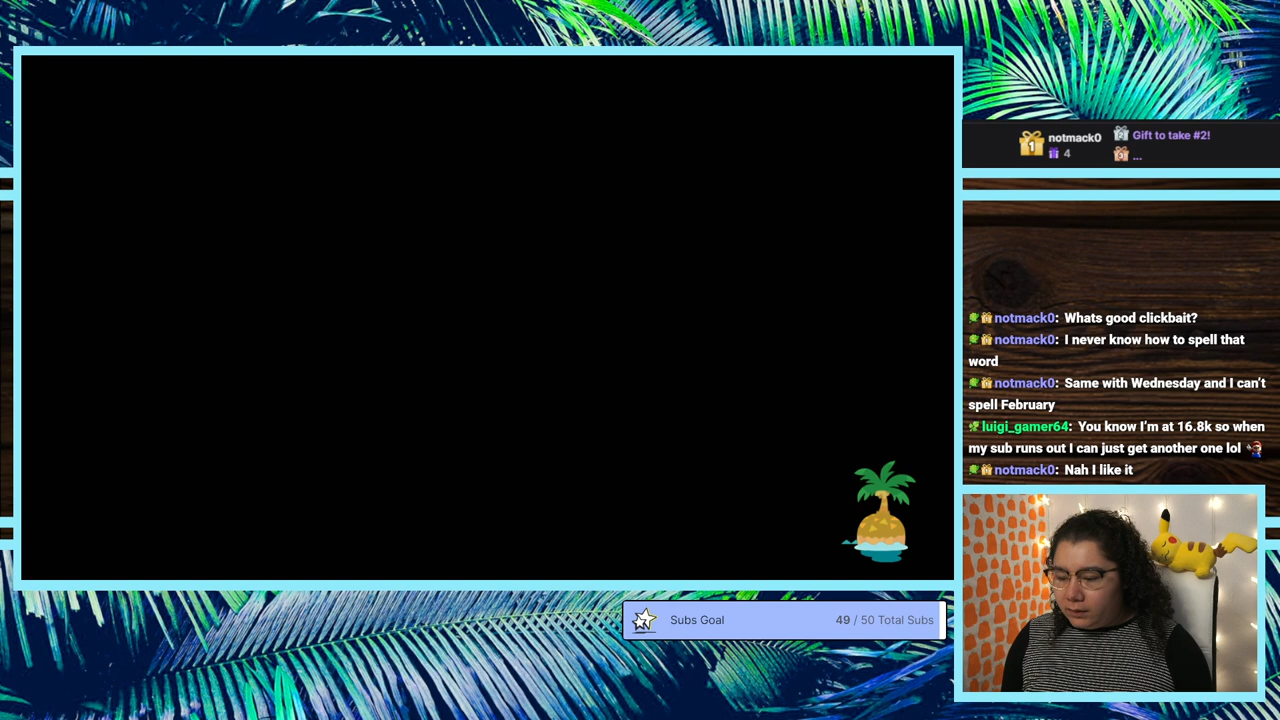 notmack0
4
Gift to take #2!
...
notmack0: Whats good clickbait?
notmack0: I never know how to spell that
word
notmack0: Same with Wednesday and I can't
spell February
luigi_gamer64: You know I'm at 16.8k so when
my sub runs out I can just get another one lol
notmack0: Nah I like it
Subs Goal
49 / 50 Total Subs